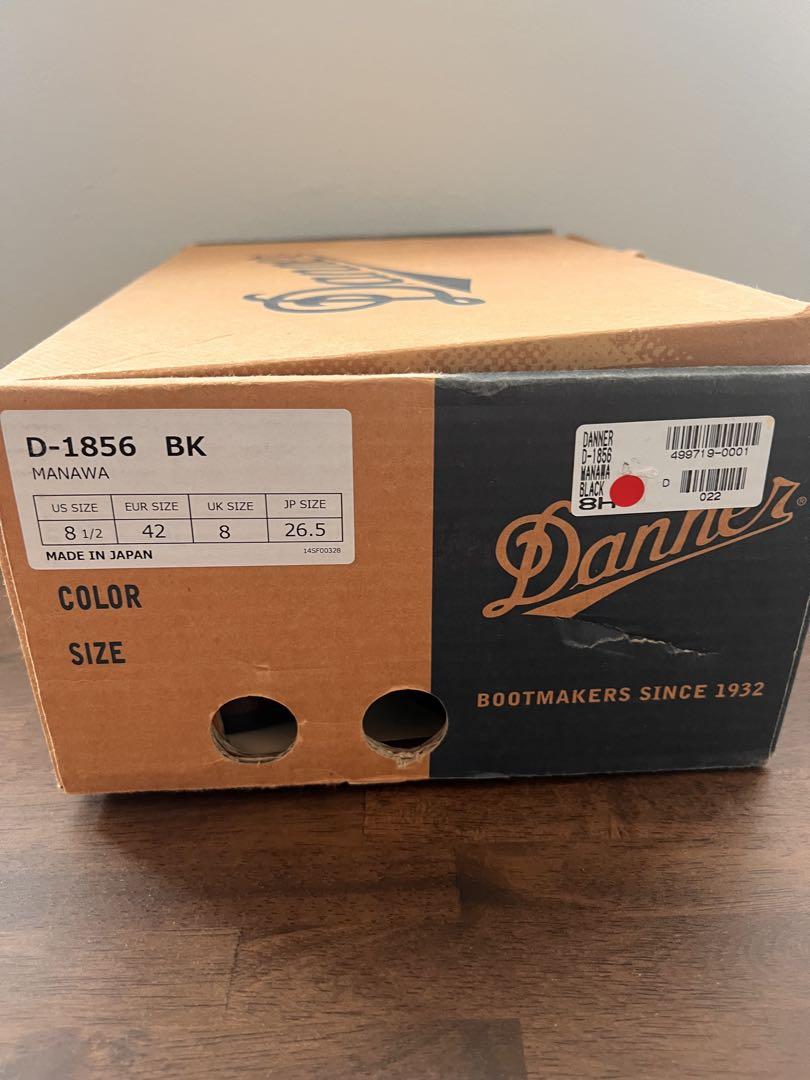 Danner
D-1856 BK
MANAWA
US SIZE EUR SIZE UK SIZE JP SIZE
8 1/2 42 8 26.5
MADE IN JAPAN 14SF00328
COLOR
SIZE
DANNER
D-1856
MANAWA
BLACK
8H
499719-0001
D
022
Danner®
BOOTMAKERS SINCE 1932